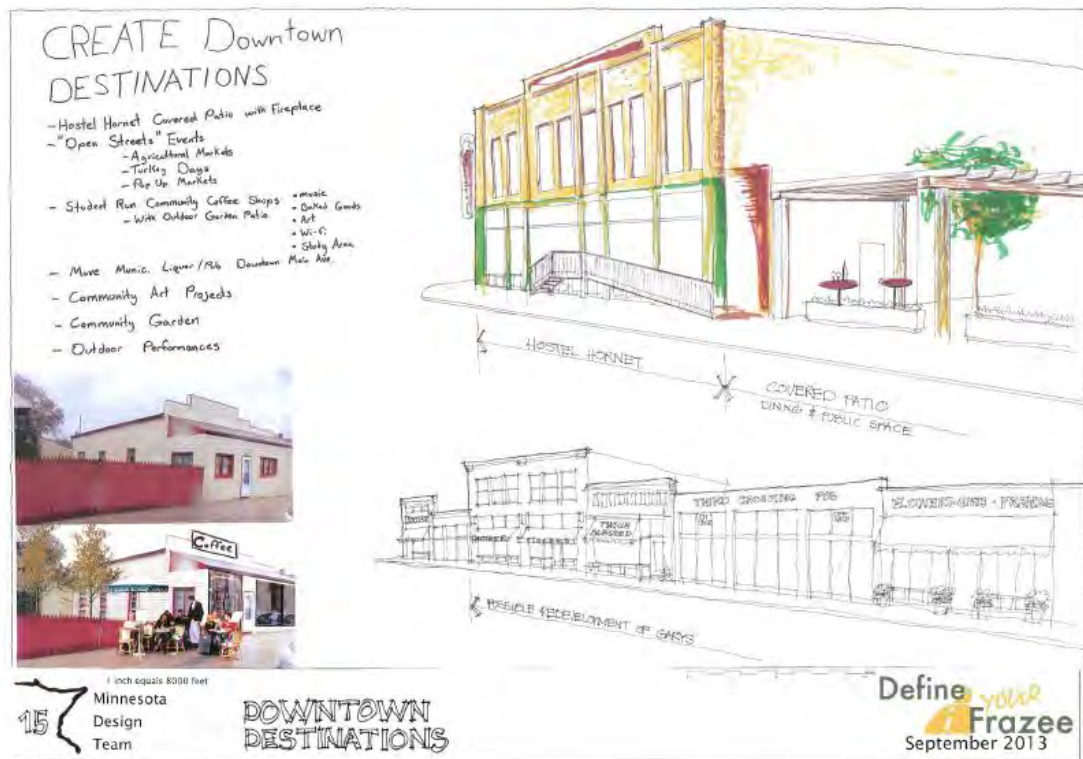 CREATE Downtown
DESTINATIONS
- Hostel Hornet Covered Patio with Fireplace
- "Open Streets" Events
- Agricultural Markets
- Turkey Days
- Pop Up Markets
- Student Run Community Coffee Shops
- With Outdoor Garden Patio
• music
• Baked Goods
• Art
• Wi-fi
• Study Area
- Move Munic. Liquor/Pub Downtown Main Ave.
- Community Art Projects
- Community Garden
- Outdoor Performances
HOSTEL HORNET
COVERED PATIO
DINING & PUBLIC SPACE
Coffee
THIRD CROSSING PUB
FLOWERS-GIFTS-FRAMING
POSSIBLE REDEVELOPMENT OF GARYS
1 inch equals 8000 feet
15
Minnesota
Design
Team
DOWNTOWN
DESTINATIONS
Define
YOUR
Frazee
September 2013